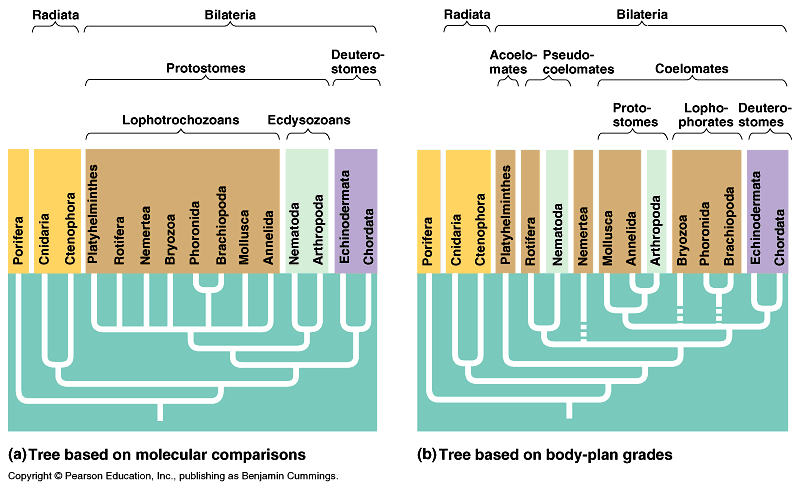 Radiata
Bilateria
Protostomes
Deutero-
stomes
Lophotrochozoans
Ecdysozoans
Porifera
Cnidaria
Ctenophora
Platyhelminthes
Rotifera
Nemertea
Bryozoa
Phoronida
Brachiopoda
Mollusca
Annelida
Nematoda
Arthropoda
Echinodermata
Chordata
(a) Tree based on molecular comparisons
Radiata
Bilateria
Acoelo-
mates
Pseudo-
coelomates
Coelomates
Proto-
stomes
Lopho-
phorates
Deutero-
stomes
Porifera
Cnidaria
Ctenophora
Platyhelminthes
Rotifera
Nematoda
Nemertea
Mollusca
Annelida
Arthropoda
Bryozoa
Phoronida
Brachiopoda
Echinodermata
Chordata
(b) Tree based on body-plan grades
Copyright © Pearson Education, Inc., publishing as Benjamin Cummings.